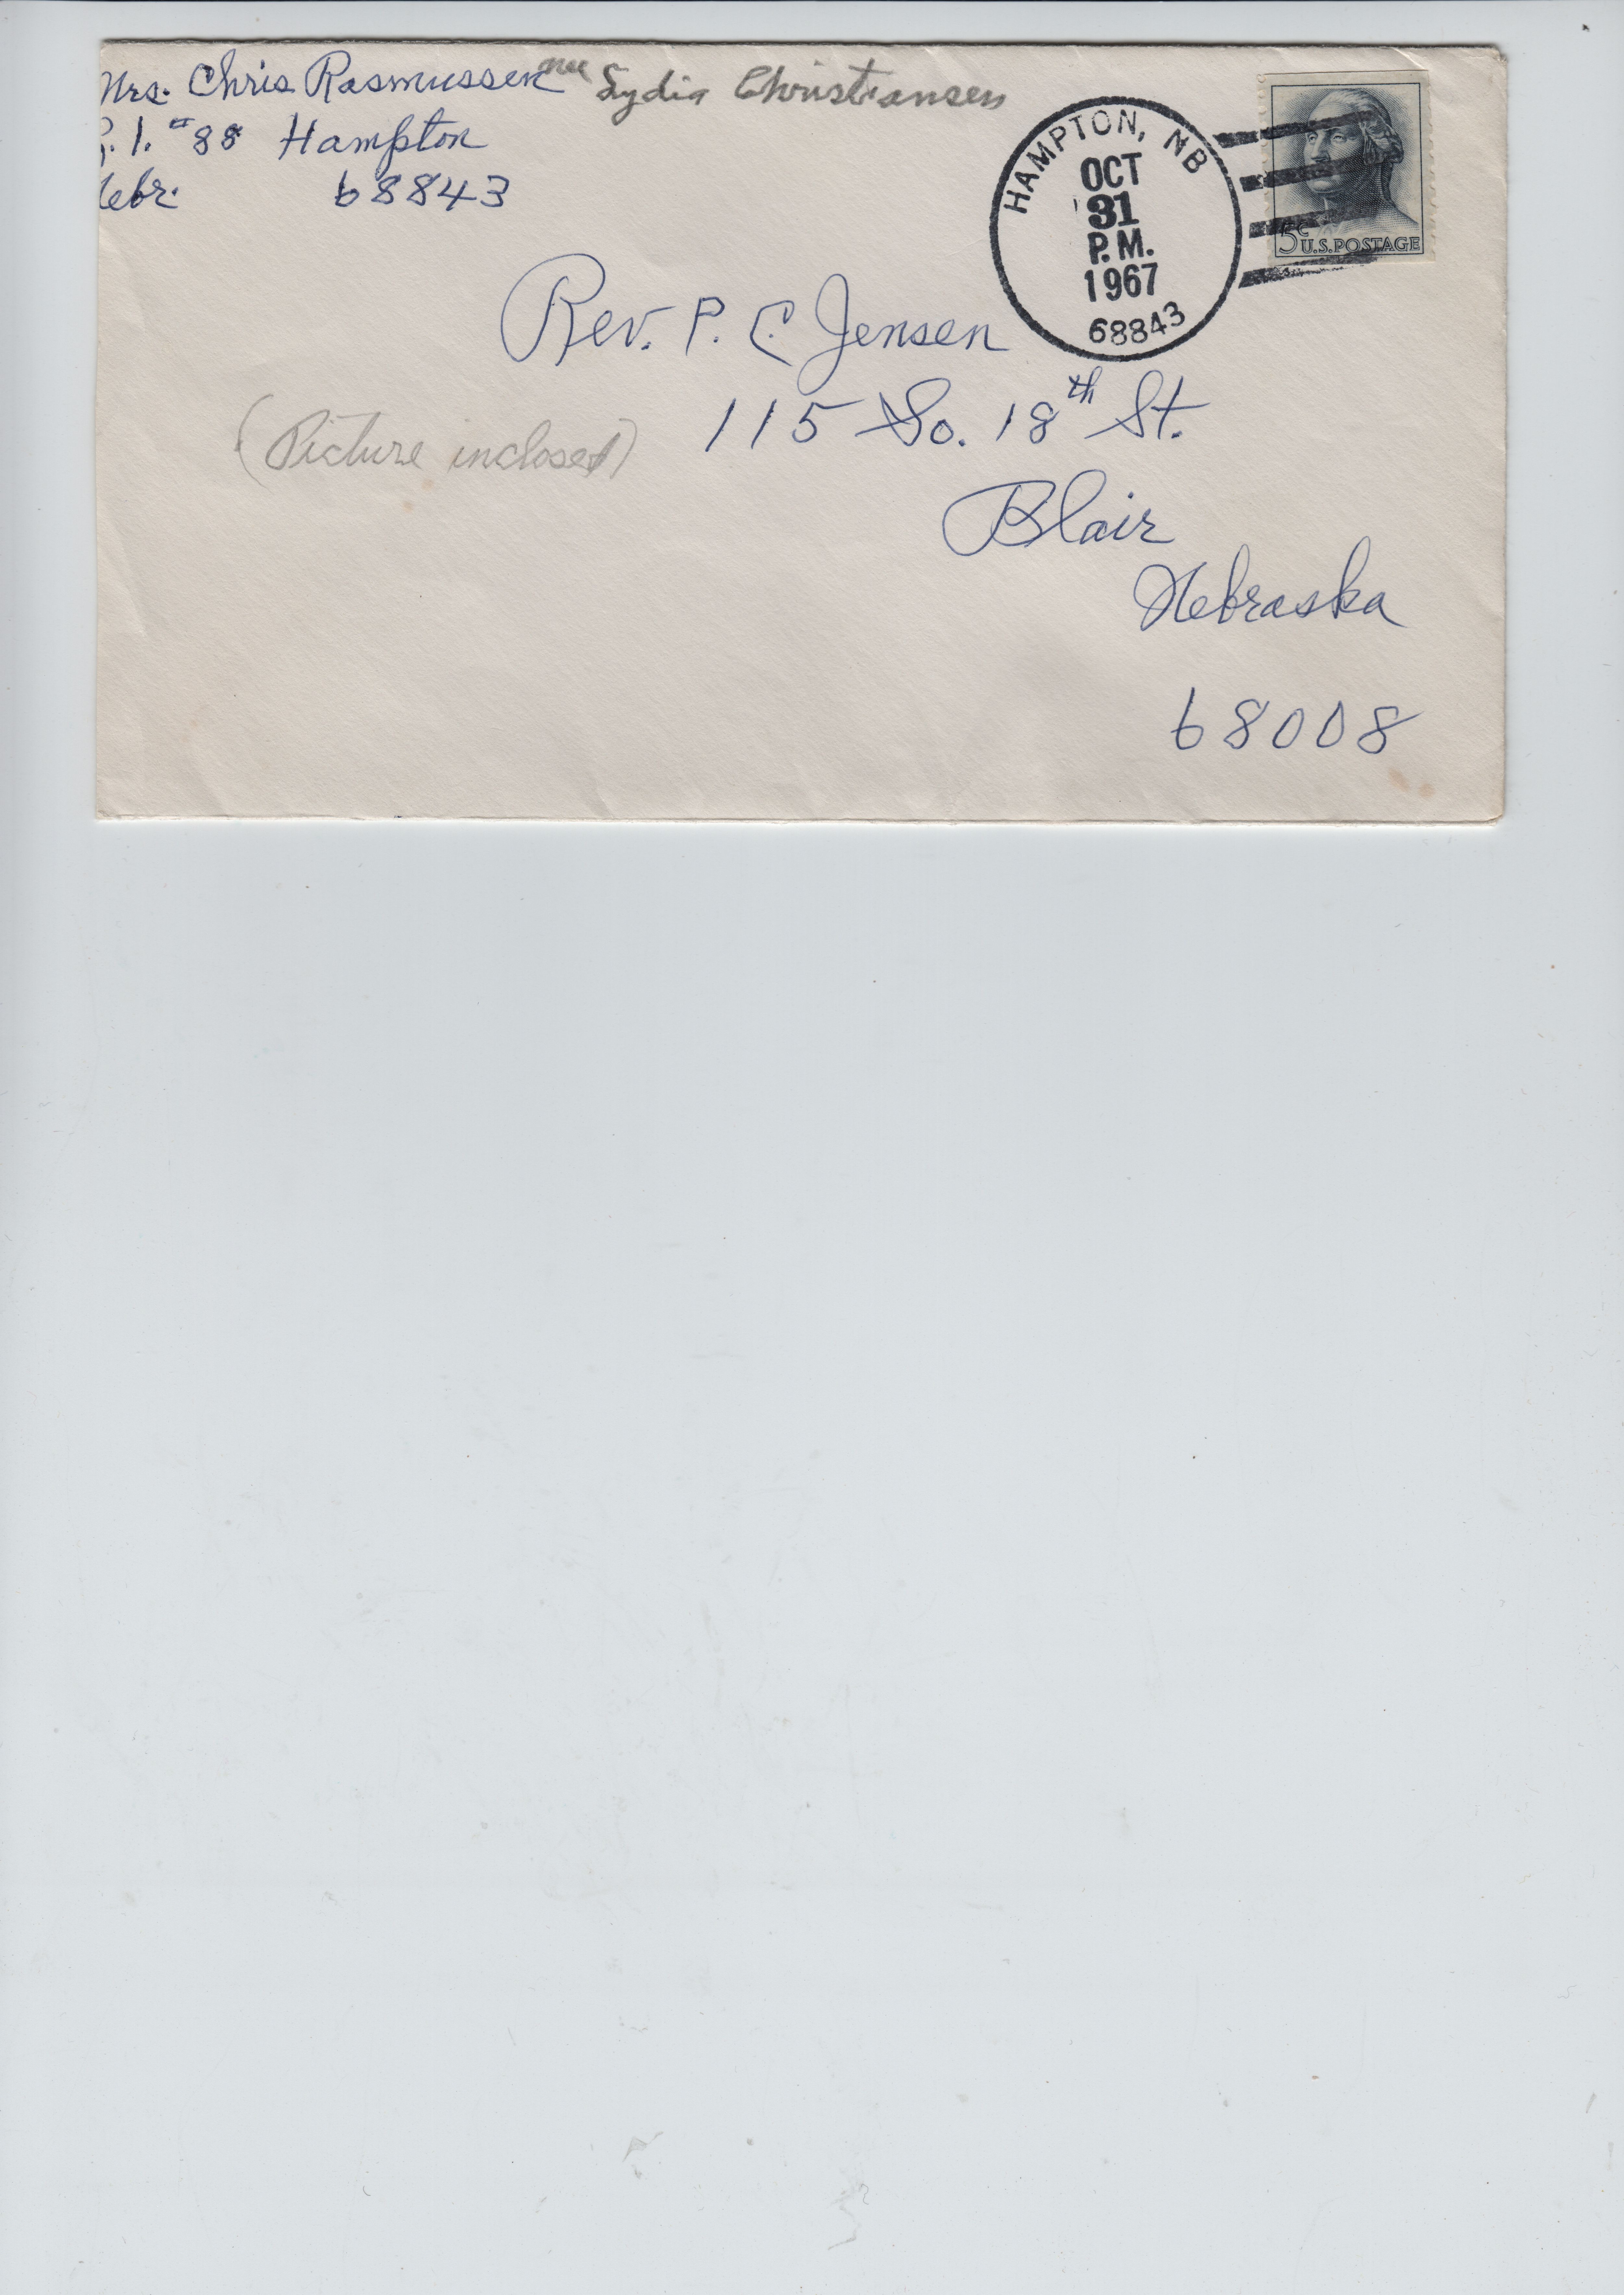 Mrs. Chris Rasmussen nee Lydia Christiansen
1. #88 Hampton
Nebr. 68843
HAMPTON, NB
OCT
31
P.M.
1967
68843
5c U.S. POSTAGE
Rev. P. C. Jensen
115 So. 18th St.
(Picture inclosed)
Blair
Nebraska
68008